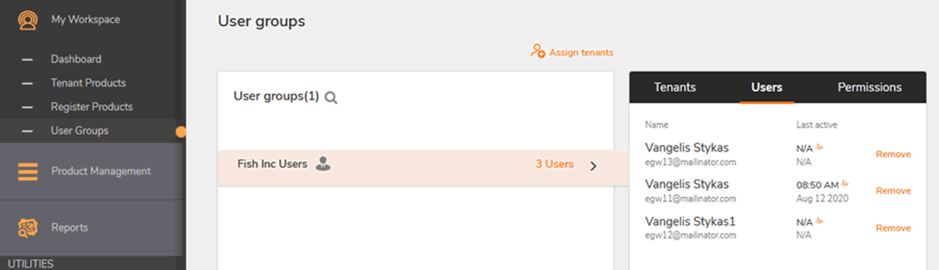 My Workspace
Dashboard
Tenant Products
Register Products
User Groups
Product Management
Reports
UTILITIES
User groups
Assign tenants
User groups(1)
Fish Inc Users 3 Users
Tenants Users Permissions
Name Last active
Vangelis Stykas N/A
egw13@mailinator.com N/A Remove
Vangelis Stykas 08:50 AM
egw11@mailinator.com Aug 12 2020 Remove
Vangelis Stykas1 N/A
egw12@mailinator.com N/A Remove